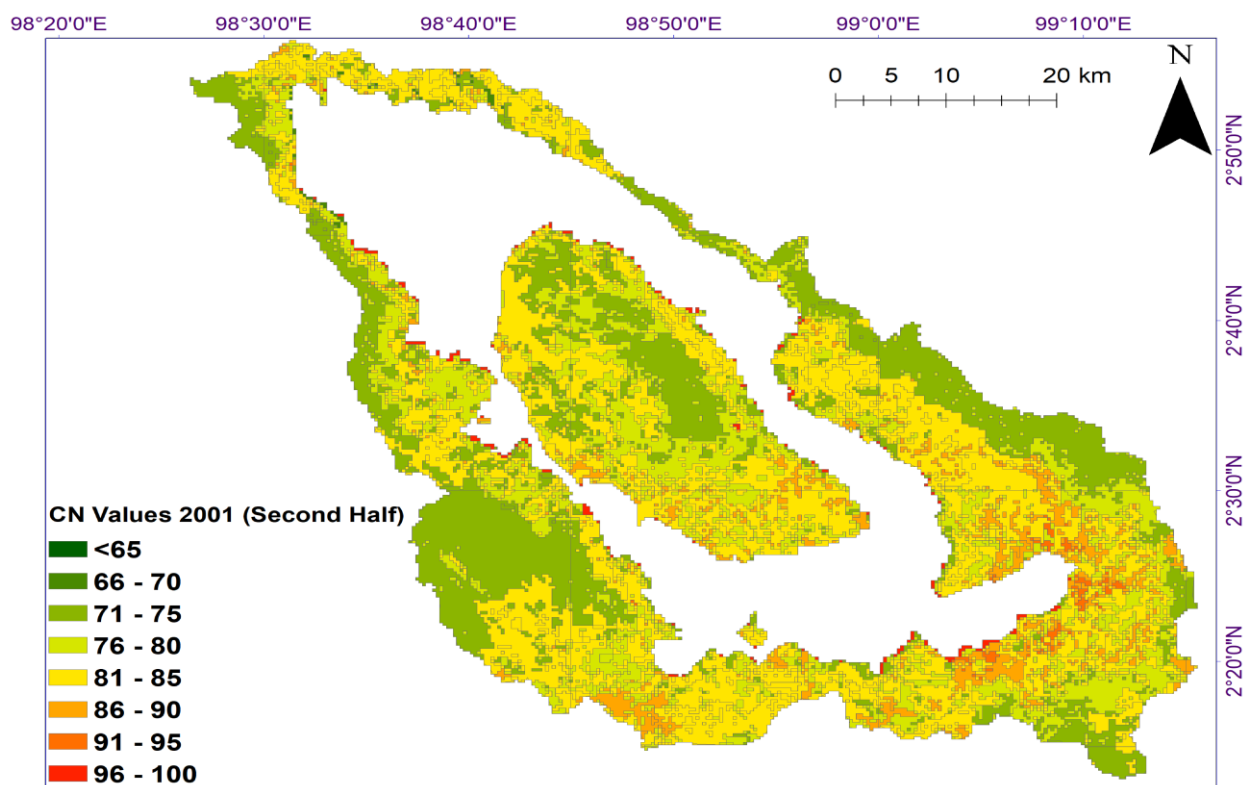 98°20'0"E 98°30'0"E 98°40'0"E 98°50'0"E 99°00'0"E 99°10'0"E
N
0 5 10 20 km
2°50'0"N
2°40'0"N
2°30'0"N
2°20'0"N
CN Values 2001 (Second Half)
<65
66 - 70
71 - 75
76 - 80
81 - 85
86 - 90
91 - 95
96 - 100